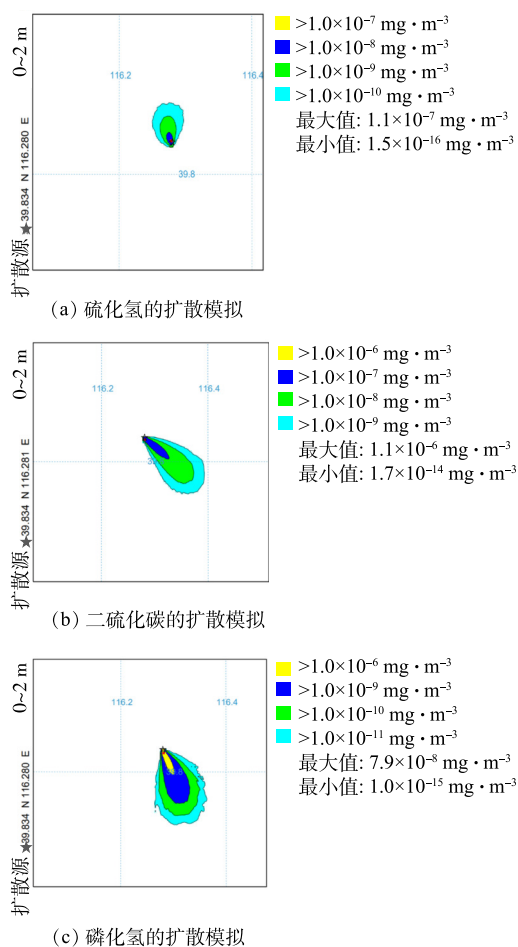 0~2 m
扩散源 ★39.834 N 116.280 E
116.2
116.4
39.8
>1.0×10⁻⁷ mg·m⁻³
>1.0×10⁻⁸ mg·m⁻³
>1.0×10⁻⁹ mg·m⁻³
>1.0×10⁻¹⁰ mg·m⁻³
最大值: 1.1×10⁻⁷ mg·m⁻³
最小值: 1.5×10⁻¹⁶ mg·m⁻³
(a) 硫化氢的扩散模拟
0~2 m
扩散源 ★39.834 N 116.281 E
116.2
116.4
>1.0×10⁻⁶ mg·m⁻³
>1.0×10⁻⁷ mg·m⁻³
>1.0×10⁻⁸ mg·m⁻³
>1.0×10⁻⁹ mg·m⁻³
最大值: 1.1×10⁻⁶ mg·m⁻³
最小值: 1.7×10⁻¹⁴ mg·m⁻³
(b) 二硫化碳的扩散模拟
0~2 m
扩散源 ★39.834 N 116.280 E
116.2
116.4
>1.0×10⁻⁶ mg·m⁻³
>1.0×10⁻⁹ mg·m⁻³
>1.0×10⁻¹⁰ mg·m⁻³
>1.0×10⁻¹¹ mg·m⁻³
最大值: 7.9×10⁻⁸ mg·m⁻³
最小值: 1.0×10⁻¹⁵ mg·m⁻³
(c) 磷化氢的扩散模拟